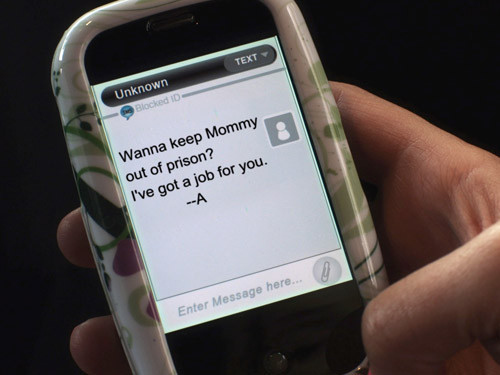 Unknown
TEXT
Blocked ID
Wanna keep Mommy
out of prison?
I've got a job for you.
--A
Enter Message here...